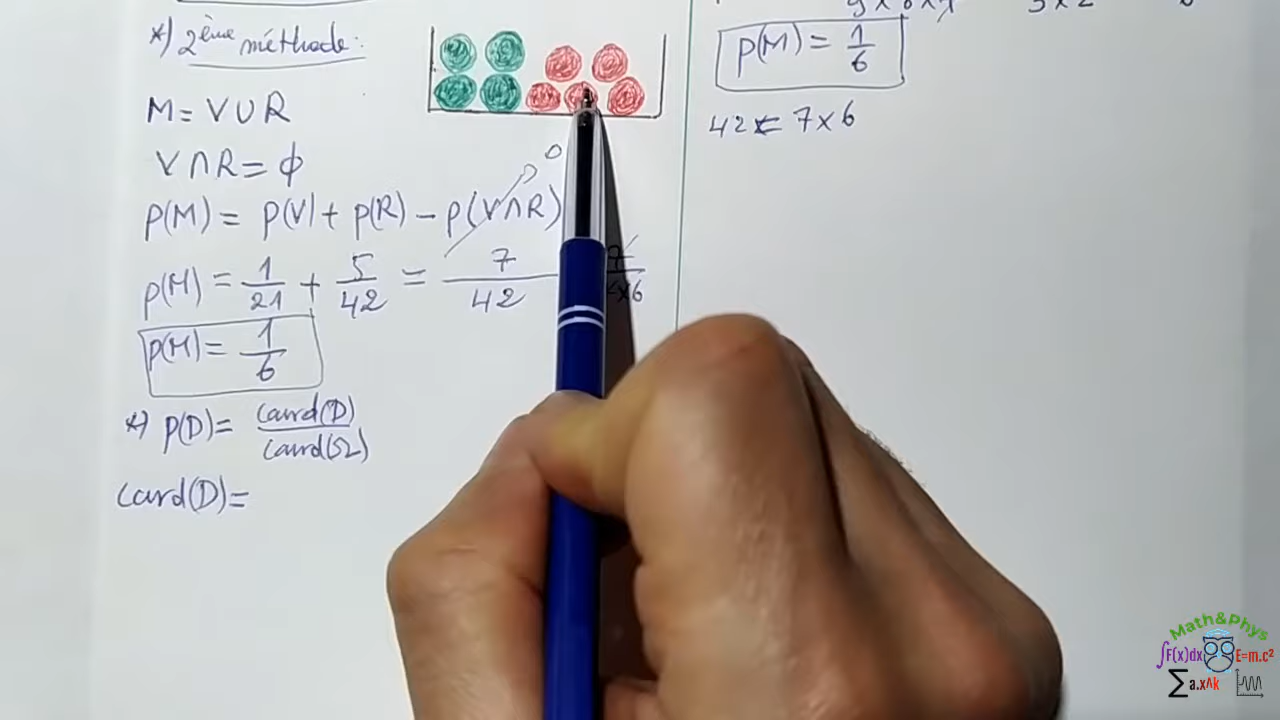 *) 2ème méthode:
M = V ∪ R
V ∩ R = ϕ
p(M) = p(V) + p(R) - p(V∩R) 0
p(M) = 1/21 + 5/42 = 7/42
p(M) = 1/6
*) p(D) = Card(D)/Card(Ω)
Card(D) =
p(M) = 1/6
42 = 7 x 6
Math&Phys
∫F(x)dx E=m.c²
∑ a.x^k